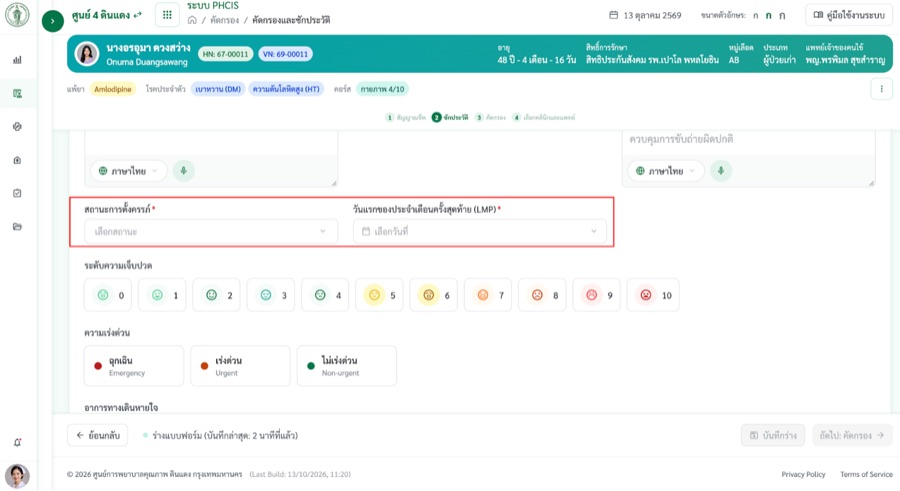 ระบบ PHCIS
ศูนย์ 4 ดินแดง
/ คัดกรอง / คัดกรองและซักประวัติ
13 ตุลาคม 2569
ขนาดตัวอักษร: ก ก ก
คู่มือใช้งานระบบ
นางอรอุมา ดวงสว่าง
Onuma Duangsawang
HN: 67-00011
VN: 69-00011
อายุ
48 ปี - 4 เดือน - 16 วัน
สิทธิ์การรักษา
สิทธิประกันสังคม รพ.เปาโล พหลโยธิน
หมู่เลือด
AB
ประเภท
ผู้ป่วยเก่า
แพทย์เจ้าของคนไข้
พญ.พรพิมล สุขสำราญ
แพ้ยา Amlodipine โรคประจำตัว เบาหวาน (DM) ความดันโลหิตสูง (HT) คอร์ส กายภาพ 4/10
1 สัญญาณชีพ 2 ซักประวัติ 3 คัดกรอง 4 เลือกคลินิกและแพทย์
ควบคุมการขับถ่ายผิดปกติ
ภาษาไทย
ภาษาไทย
สถานะการตั้งครรภ์*
เลือกสถานะ
วันแรกของประจำเดือนครั้งสุดท้าย (LMP)*
เลือกวันที่
ระดับความเจ็บปวด
0 1 2 3 4 5 6 7 8 9 10
ความเร่งด่วน
ฉุกเฉิน
Emergency
เร่งด่วน
Urgent
ไม่เร่งด่วน
Non-urgent
อาการทางเดินหายใจ
ย้อนกลับ
ร่างแบบฟอร์ม (บันทึกล่าสุด: 2 นาทีที่แล้ว)
บันทึกร่าง
ถัดไป: คัดกรอง
© 2026 ศูนย์การพยาบาลคุณภาพ ดินแดง กรุงเทพมหานคร (Last Build: 13/10/2026, 11:20)
Privacy Policy
Terms of Service